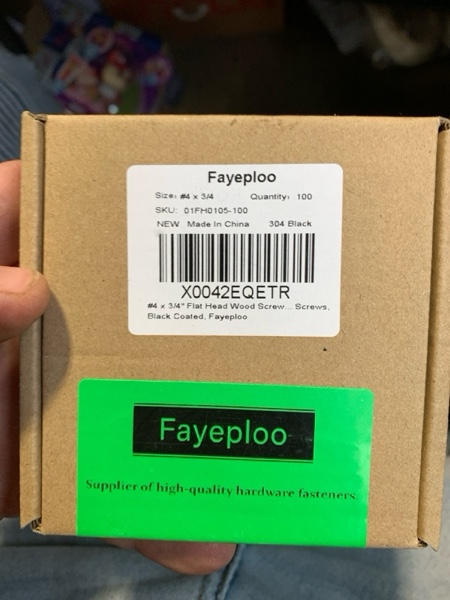 Fayeploo
Size: #4 x 3/4 Quantity: 100
SKU: 01FH0105-100
NEW Made In China 304 Black
X0042EQETR
#4 x 3/4" Flat Head Wood Screw... Screws,
Black Coated, Fayeploo
Fayeploo
Supplier of high-quality hardware fasteners.